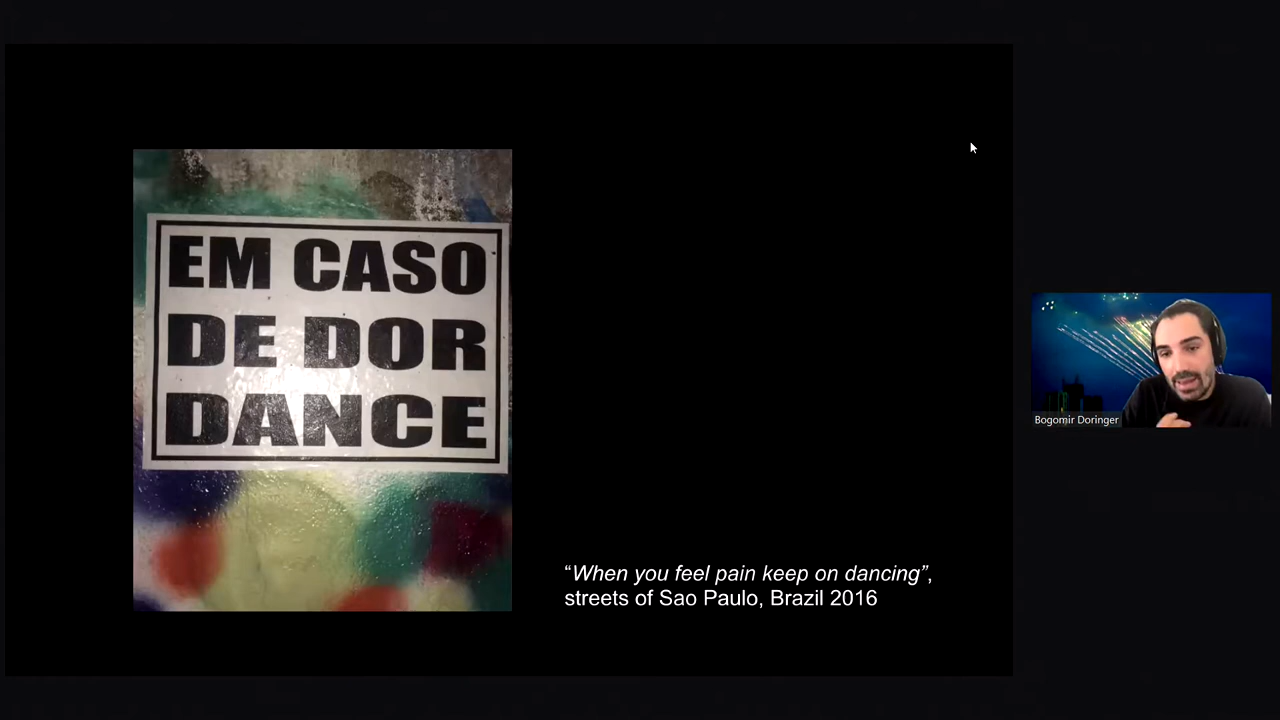 EM CASO
DE DOR
DANCE
“When you feel pain keep on dancing”,
streets of Sao Paulo, Brazil 2016
Bogomir Doringer